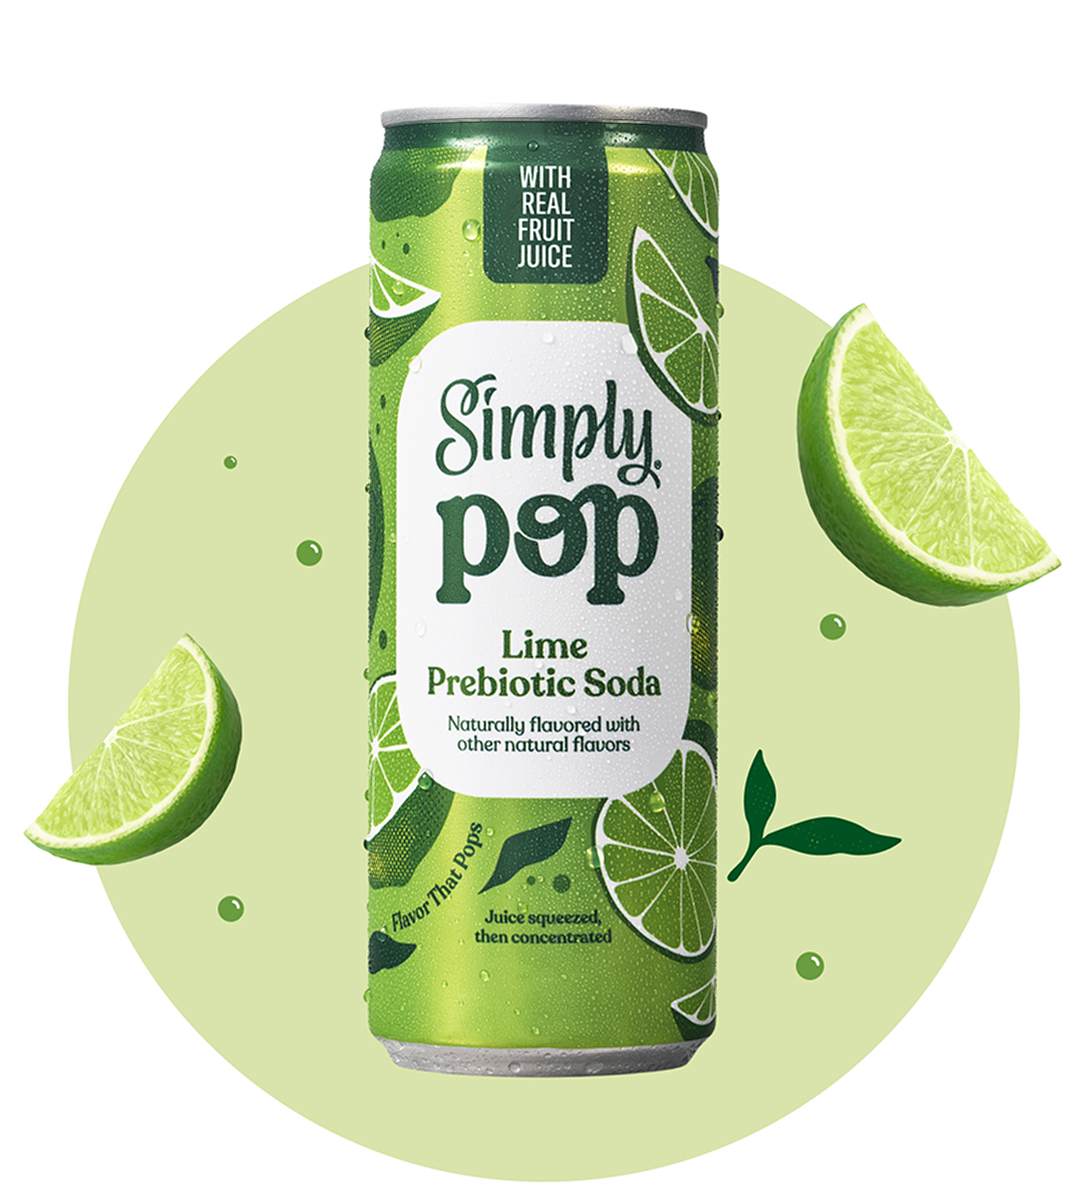 WITH
REAL
FRUIT
JUICE
Simply
pop
Lime
Prebiotic Soda
Naturally flavored with
other natural flavors
Flavor That Pops
Juice squeezed,
then concentrated